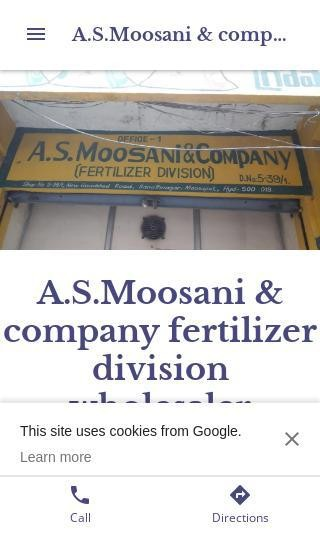 A.S.Moosani & comp...
OFFICE-1
A.S.MOOSANI&COMPANY
(FERTILIZER DIVISION)
D.No:5-39/1.
A.S.Moosani &
company fertilizer
division
wholesaler
This site uses cookies from Google.
Learn more
Call
Directions